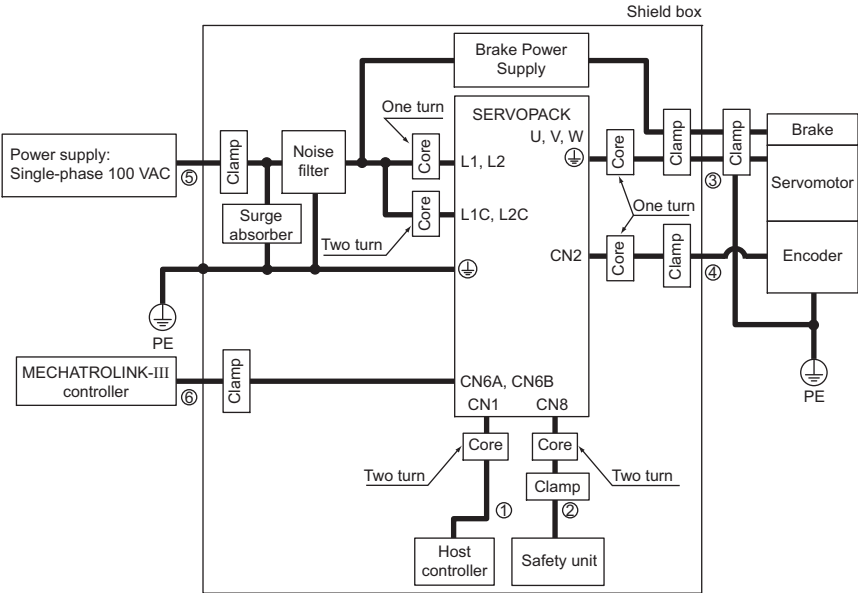 Shield box
Brake Power
Supply
One turn
SERVOPACK
U, V, W
Core
L1, L2
Core
Clamp
Clamp
Brake
Power supply:
Single-phase 100 VAC
⑤
Clamp
Noise
filter
③
Servomotor
Surge
absorber
Two turn
Core
L1C, L2C
One turn
CN2
Core
Clamp
④
Encoder
PE
MECHATROLINK-III
controller
⑥
Clamp
CN6A, CN6B
CN1
CN8
PE
Core
Core
Two turn
Two turn
Clamp
①
②
Host
controller
Safety unit